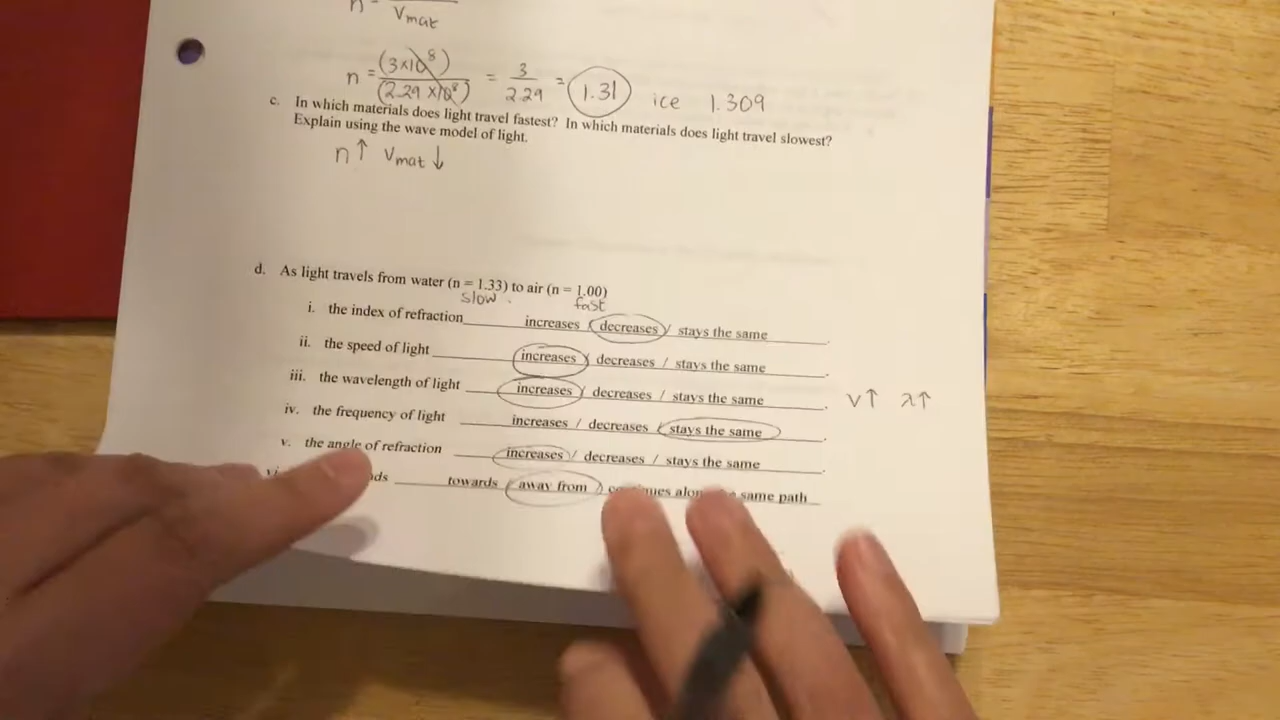 n = Vmat
n = (3×10⁸) / (2.29 ×10⁸) = 3 / 2.29 = 1.31 ice 1.309
c. In which materials does light travel fastest? In which materials does light travel slowest?
Explain using the wave model of light.
n↑ Vmat↓
d. As light travels from water (n = 1.33) to air (n = 1.00)
slow fast
i. the index of refraction increases / decreases / stays the same.
ii. the speed of light increases / decreases / stays the same.
iii. the wavelength of light increases / decreases / stays the same. v↑ λ↑
iv. the frequency of light increases / decreases / stays the same.
v. the angle of refraction increases / decreases / stays the same.
towards / away from / same path